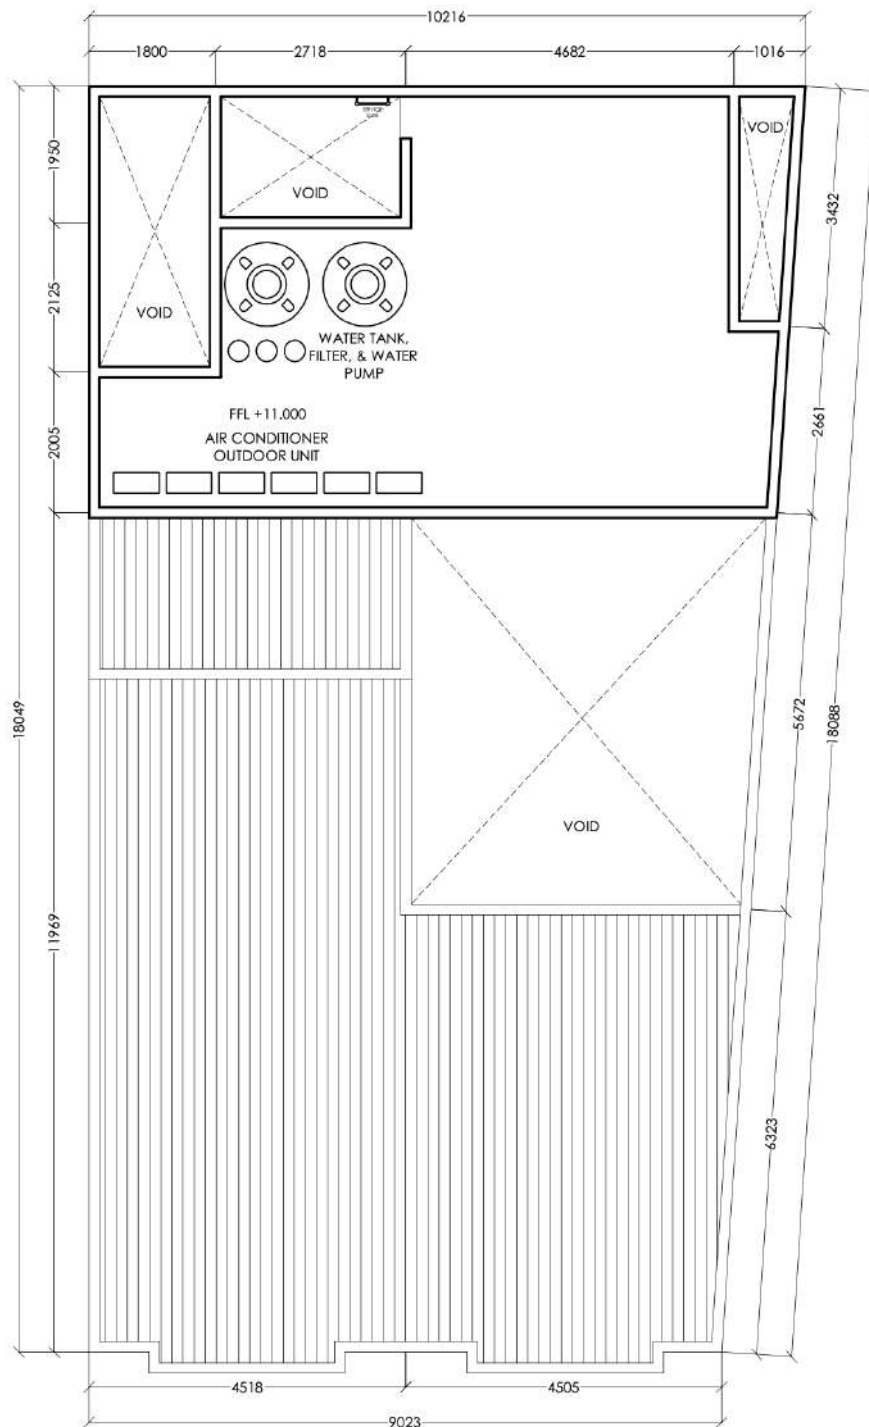 10216
1800
2718
4682
1016
1950
VOID
VOID
3432
VOID
2125
WATER TANK,
FILTER, & WATER
PUMP
2661
2005
FFL +11.000
AIR CONDITIONER
OUTDOOR UNIT
18049
5672
18088
VOID
11969
6323
4518
4505
9023